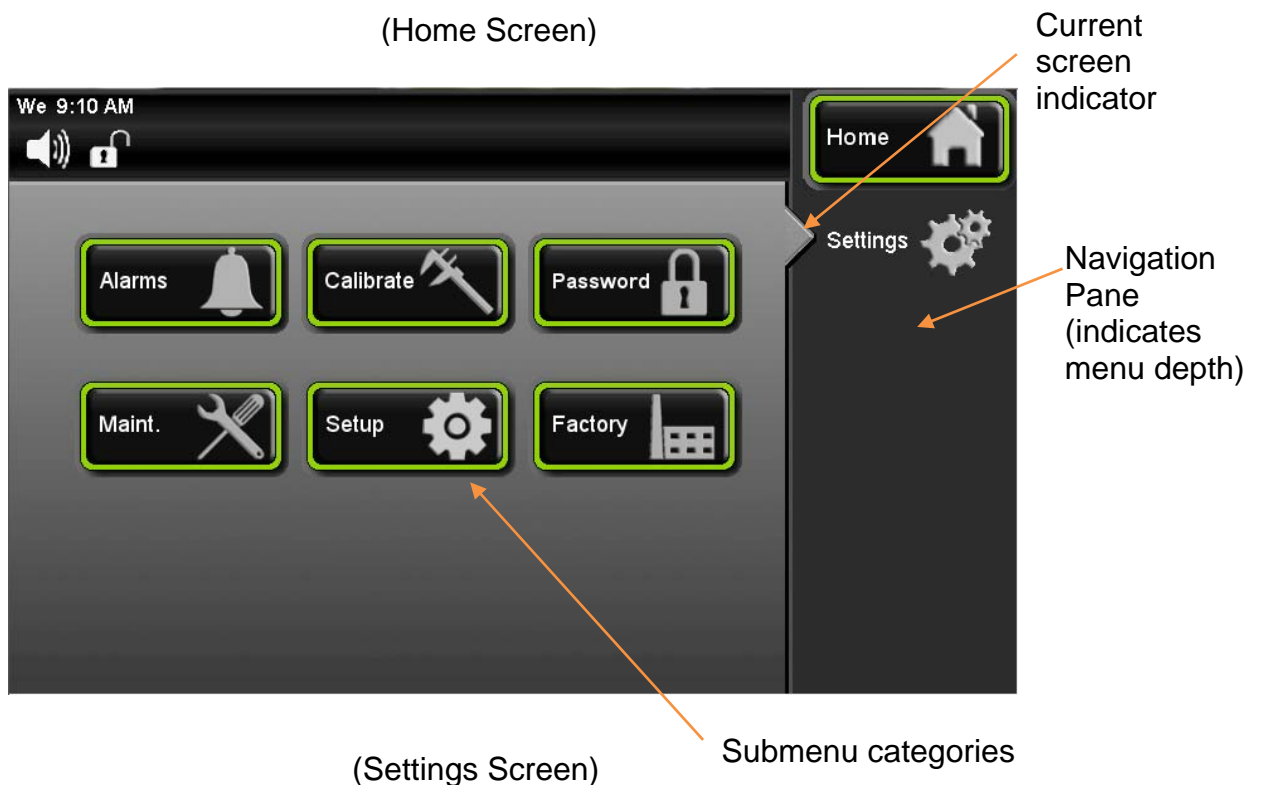 (Home Screen)
Current
screen
indicator
We 9:10 AM
Home
Settings
Navigation
Pane
(indicates
menu depth)
Alarms
Calibrate
Password
Maint.
Setup
Factory
Submenu categories
(Settings Screen)